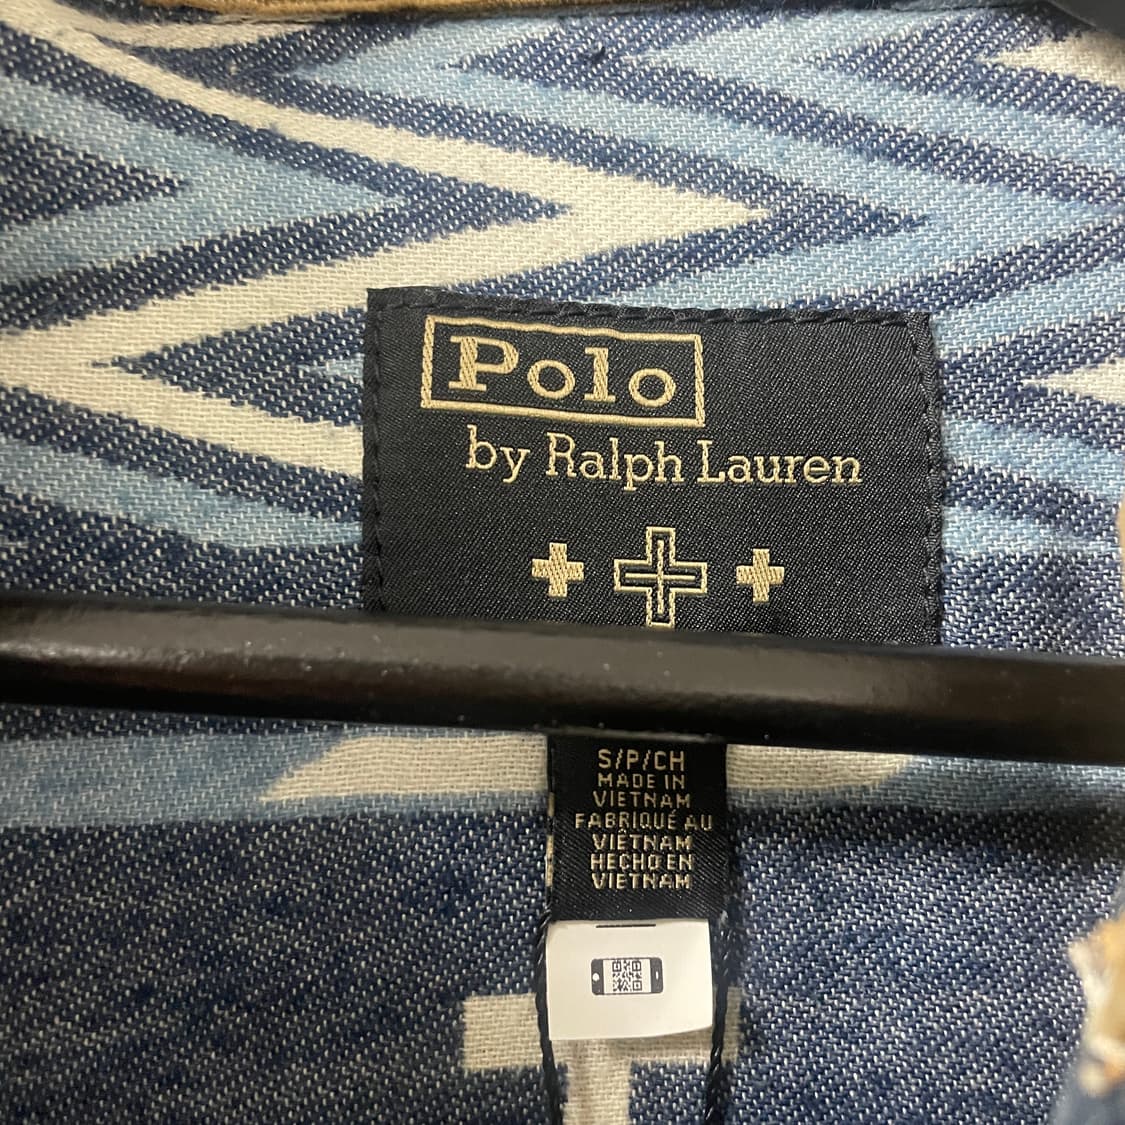 Polo
by Ralph Lauren
S/P/CH
MADE IN
VIETNAM
FABRIQUÉ AU
VIÊTNAM
HECHO EN
VIETNAM